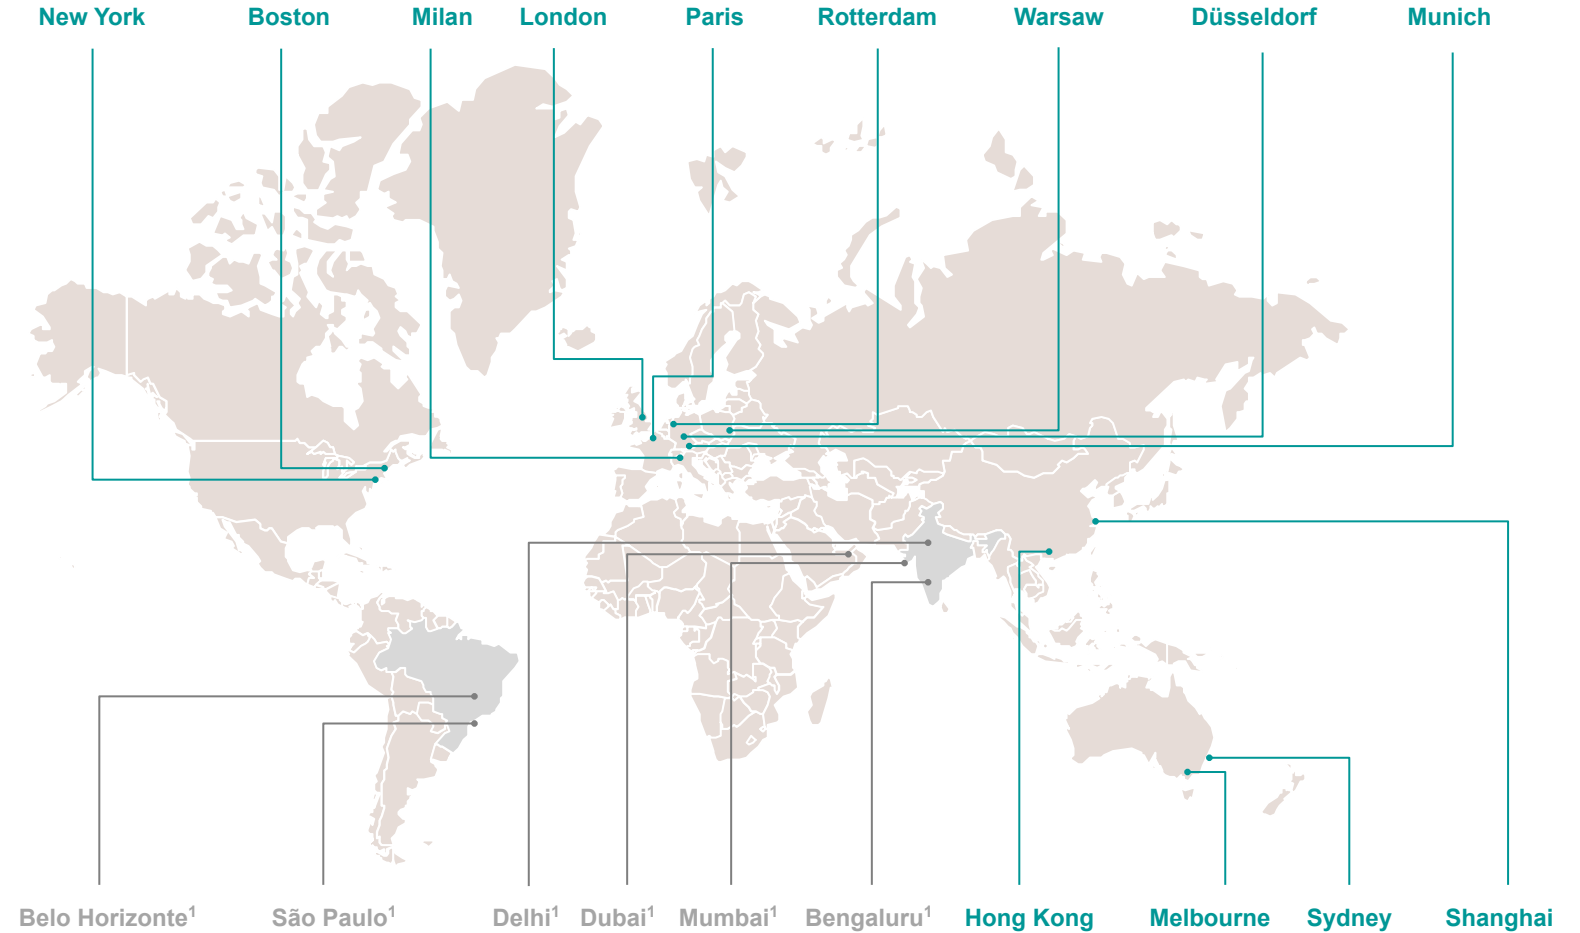 New York Boston Milan London Paris Rotterdam Warsaw Düsseldorf Munich
Belo Horizonte¹ São Paulo¹ Delhi¹ Dubai¹ Mumbai¹ Bengaluru¹ Hong Kong Melbourne Sydney Shanghai